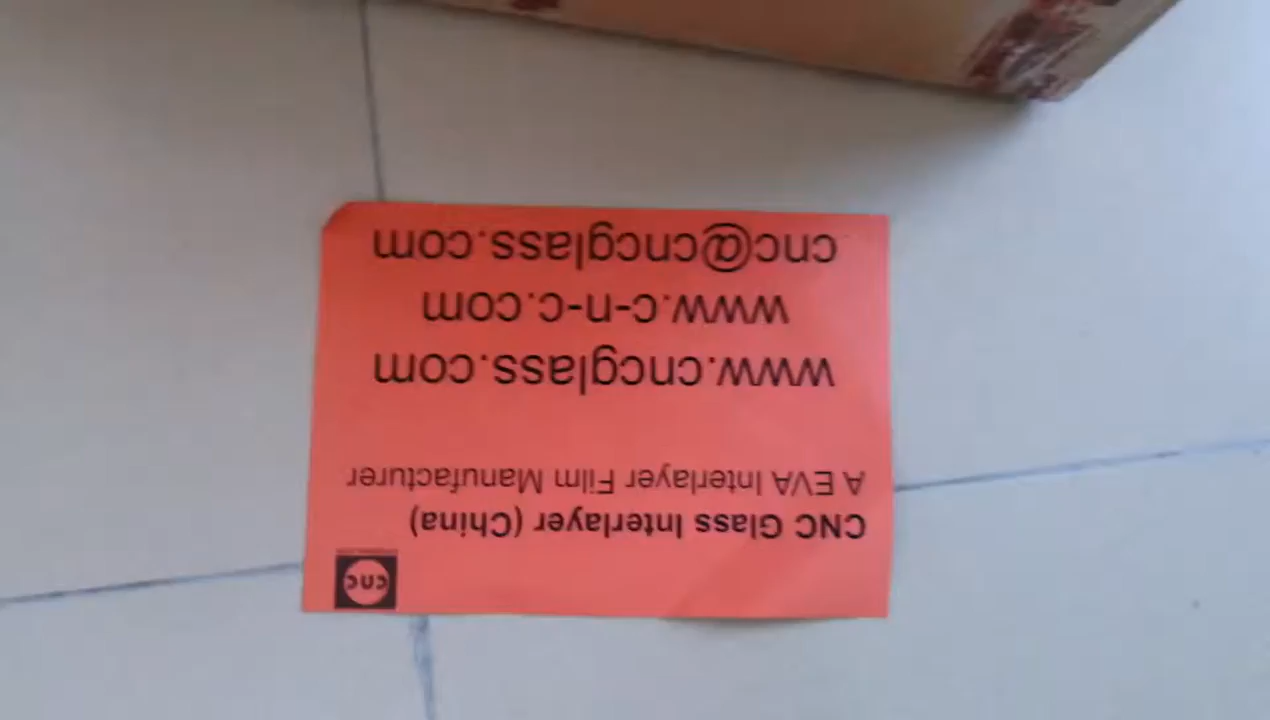 cnc
CNC Glass Interlayer (China)
A EVA Interlayer Film Manufacturer
www.cncglass.com
www.c-n-c.com
cnc@cncglass.com